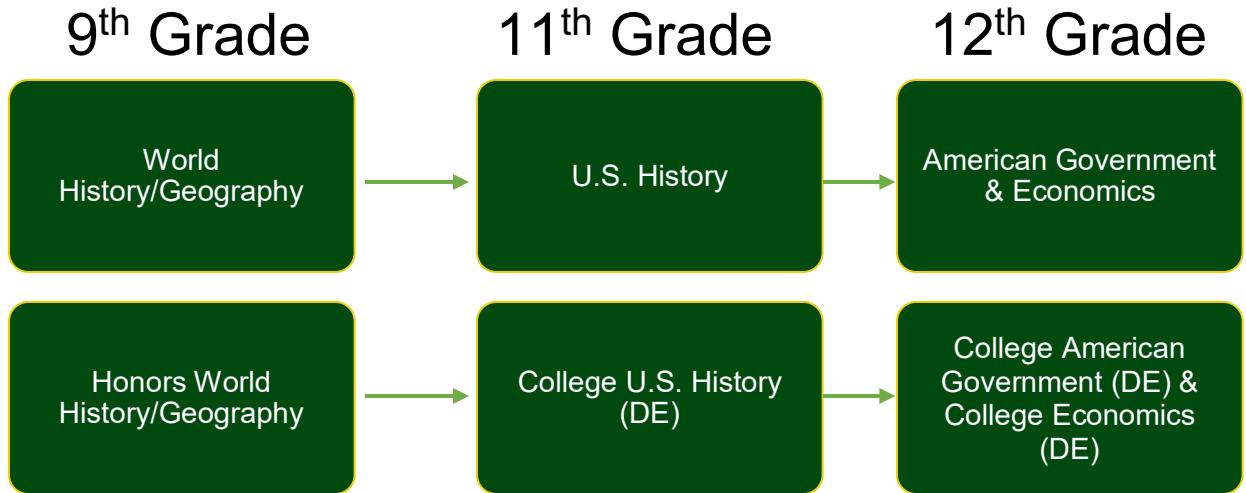 9th Grade
11th Grade
12th Grade
World
History/Geography
U.S. History
American Government
& Economics
Honors World
History/Geography
College U.S. History
(DE)
College American
Government (DE) &
College Economics
(DE)